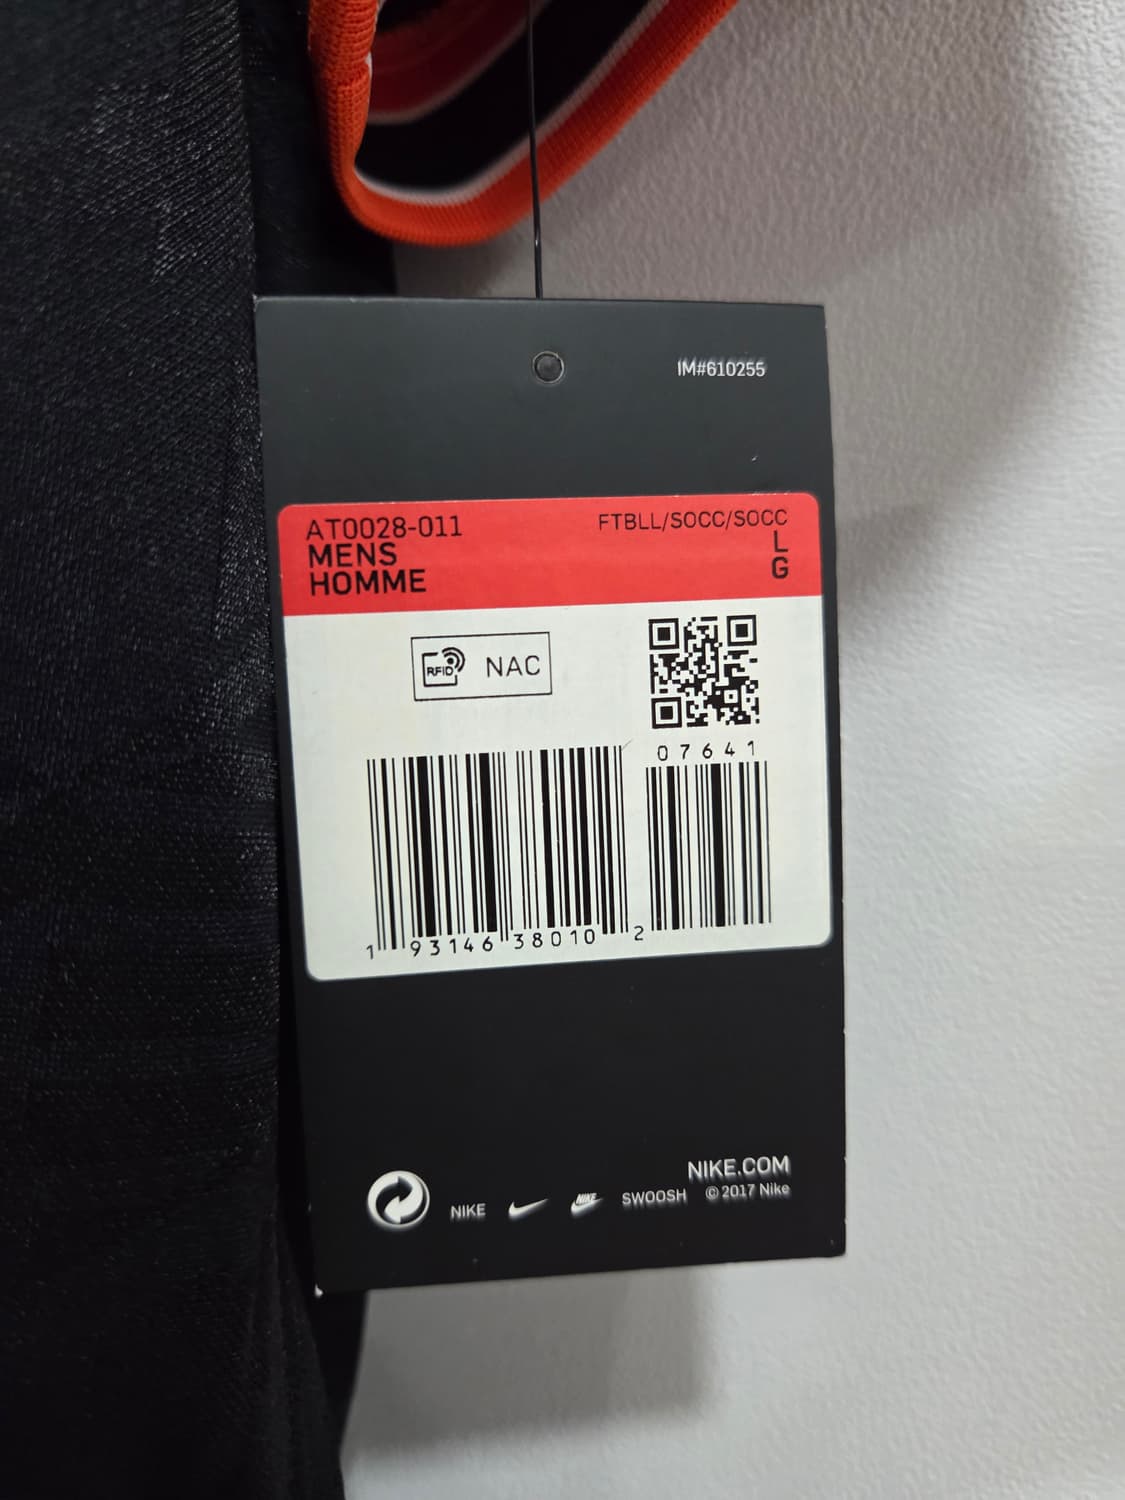 IM#610255
AT0028-011
FTBLL/SOCC/SOCC
MENS
L
HOMME
G
RFID NAC
07641
1 93146 38010 2
NIKE.COM
NIKE NIKE SWOOSH © 2017 Nike